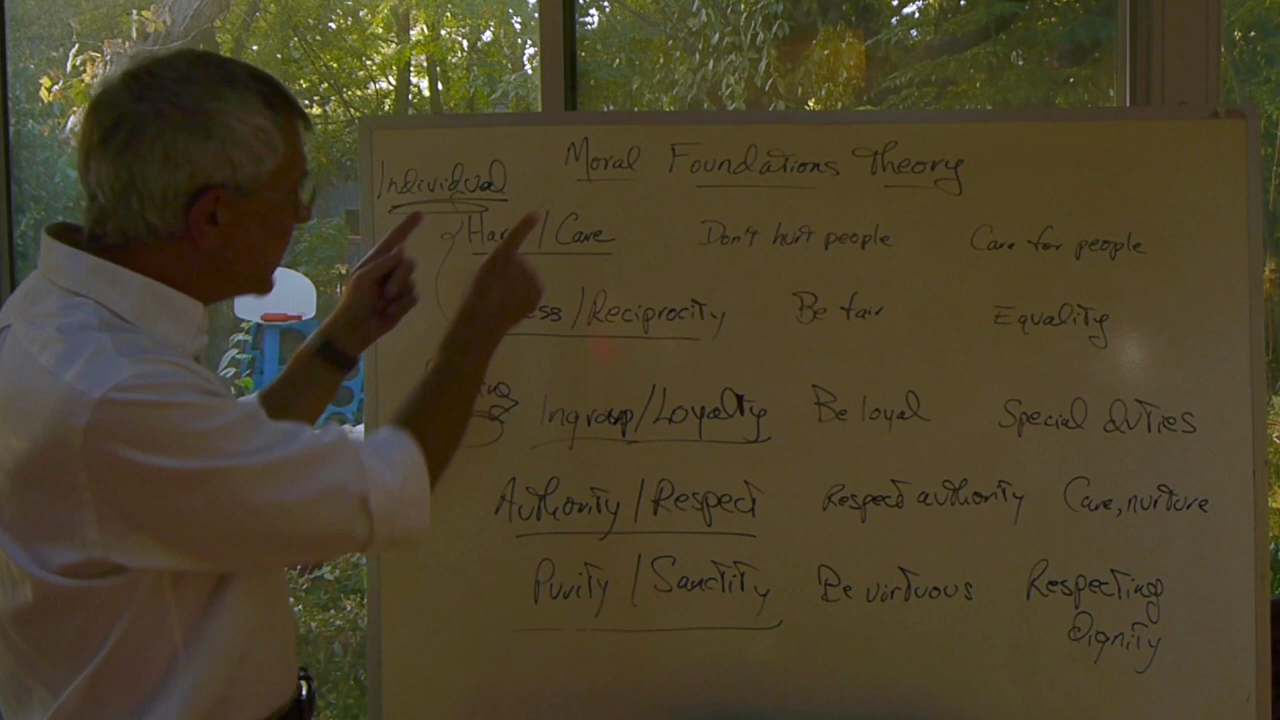 Moral Foundations Theory
Individual
Har / Care Don't hurt people Care for people
ess / Reciprocity Be fair Equality
Ingroup/Loyalty Be loyal Special duties
Authority / Respect Respect authority Care, nurture
Purity / Sanctity Be virtuous Respecting
Dignity